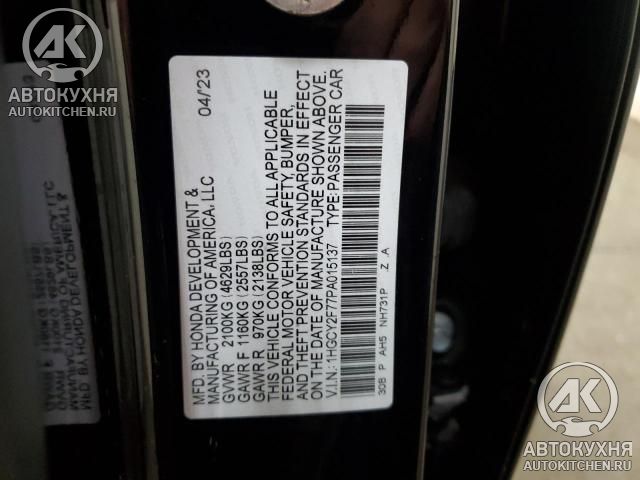 MFD. BY HONDA DEVELOPMENT & 04/23
MANUFACTURING OF AMERICA, LLC
GVWR 2100KG (4629LBS)
GAWR F 1160KG (2557LBS)
GAWR R 970KG (2138LBS)
THIS VEHICLE CONFORMS TO ALL APPLICABLE
FEDERAL MOTOR VEHICLE SAFETY, BUMPER,
AND THEFT PREVENTION STANDARDS IN EFFECT
ON THE DATE OF MANUFACTURE SHOWN ABOVE.
V.I.N.: 1HGCY2F77PA015137 TYPE: PASSENGER CAR
30B P AH5 NH731P Z A
АК
АВТОКУХНЯ
AUTOKITCHEN.RU
АК
АВТОКУХНЯ
AUTOKITCHEN.RU